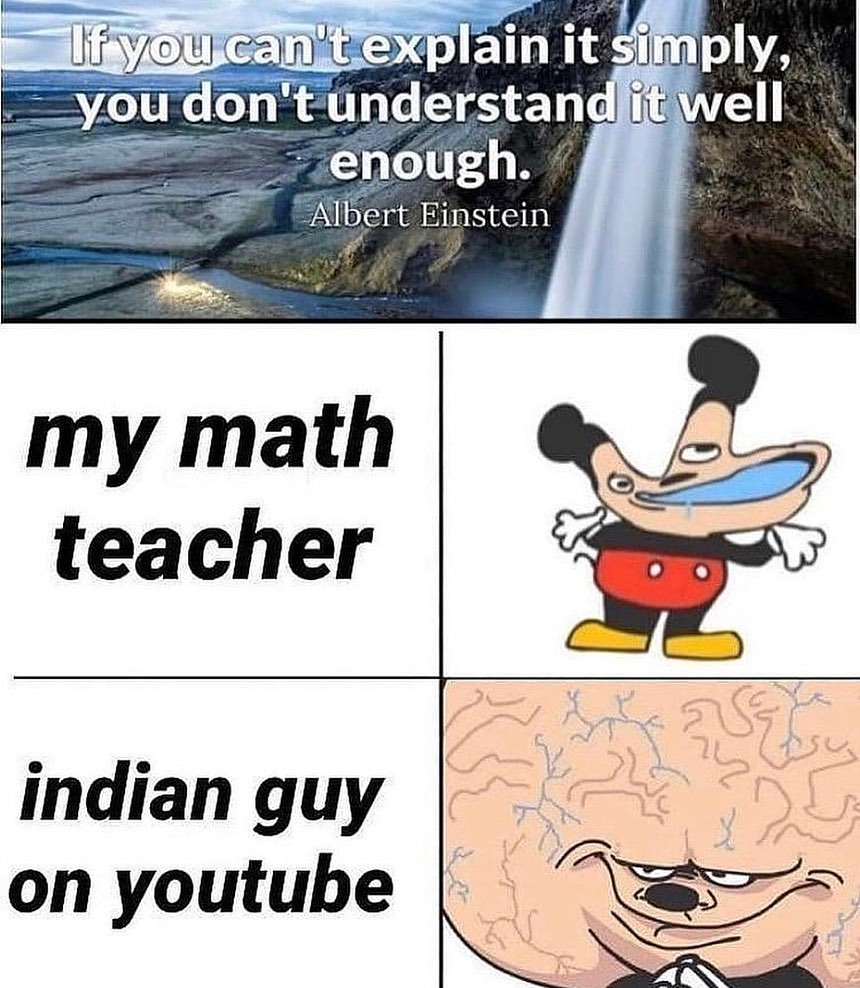 If you can't explain it simply,
you don't understand it well
enough.
Albert Einstein
my math
teacher
indian guy
on youtube